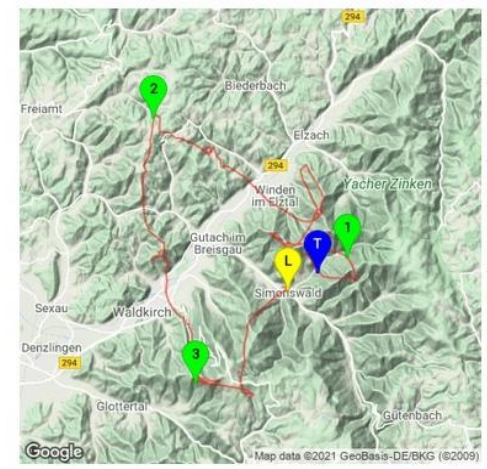 294
Biederbach
2
Freiamt
Elzach
294
Yacher Zinken
Winden
im Elztal
1
Gutach im
Breisgau
T
L
Simonswald
Sexau
Waldkirch
Denzlingen
3
294
Glottertal
Gütenbach
Google
Map data ©2021 GeoBasis-DE/BKG (©2009)